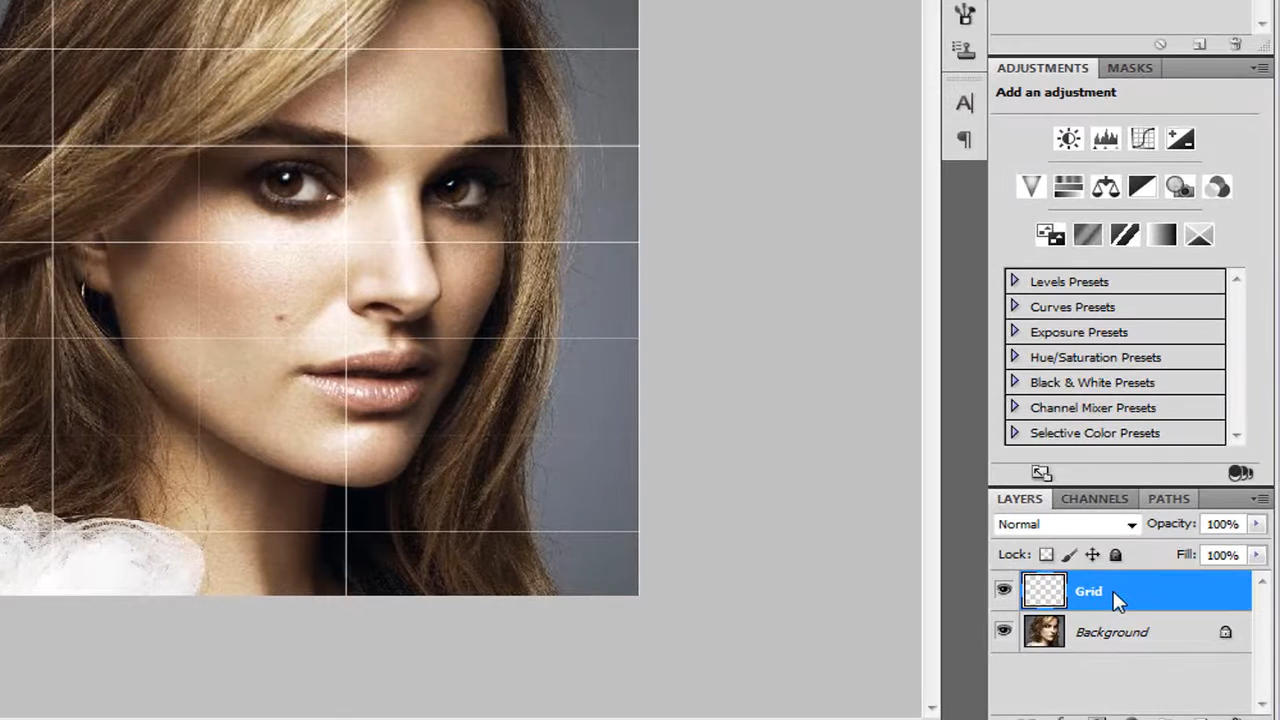 ADJUSTMENTS MASKS
Add an adjustment
A
Levels Presets
Curves Presets
Exposure Presets
Hue/Saturation Presets
Black & White Presets
Channel Mixer Presets
Selective Color Presets
LAYERS CHANNELS PATHS
Normal Opacity: 100%
Lock: Fill: 100%
Grid
Background